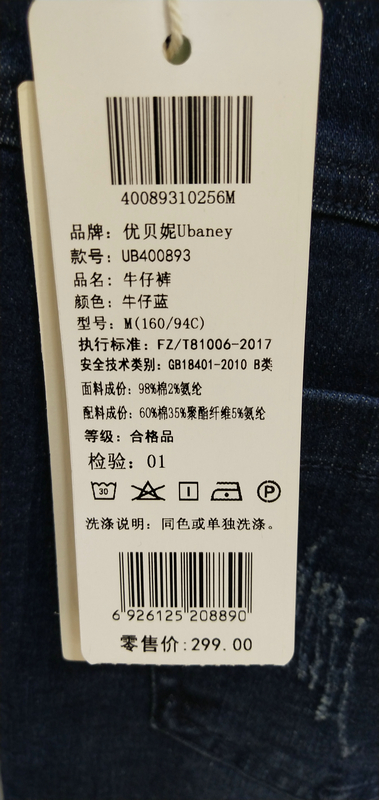 40089310256M
品牌：优贝妮Ubaney
款号：UB400893
品名：牛仔裤
颜色：牛仔蓝
型号：M(160/94C)
执行标准：FZ/T81006-2017
安全技术类别：GB18401-2010 B类
面料成份：98%棉2%氨纶
配料成份：60%棉35%聚酯纤维5%氨纶
等级：合格品
检验：01
30 P
洗涤说明：同色或单独洗涤。
6 926125 208890
零售价:299.00